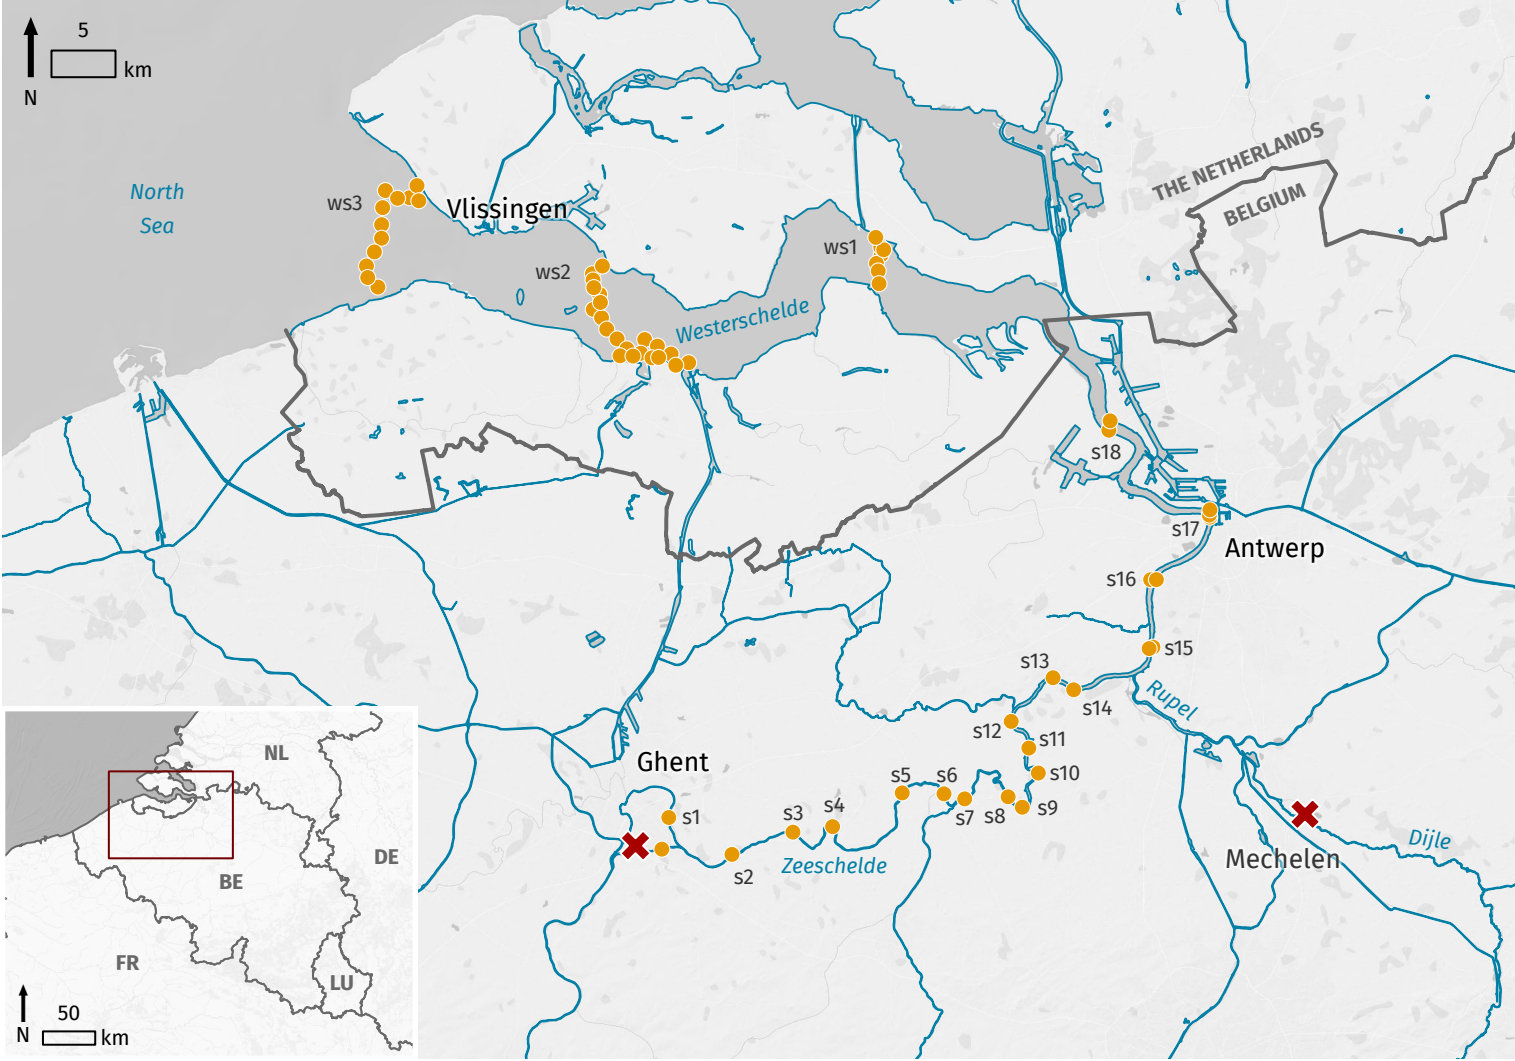 5
km
N
North
Sea
ws3
Vlissingen
ws2
ws1
Westerschelde
THE NETHERLANDS
BELGIUM
s18
s17
Antwerp
s16
s15
s13
s14
Rupel
s12
s11
s10
Ghent
s5
s6
s7
s8
s9
s1
s3
s4
s2
Zeeschelde
Mechelen
Dijle
NL
DE
BE
FR
LU
N
50
km